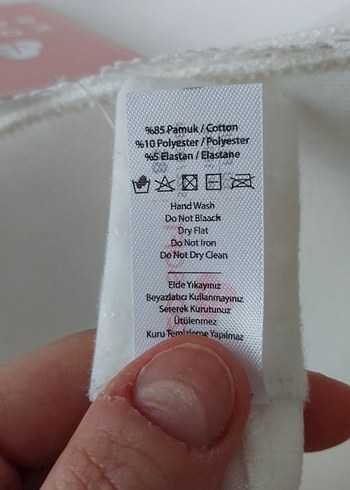 %85 Pamuk / Cotton
%10 Polyester / Polyester
%5 Elastan / Elastane
Hand Wash
Do Not Blaack
Dry Flat
Do Not Iron
Do Not Dry Clean
Elde Yıkayınız
Beyazlatıcı Kullanmayınız
Sererek Kurutunuz
Ütülenmez
Kuru Temizleme Yapılmaz